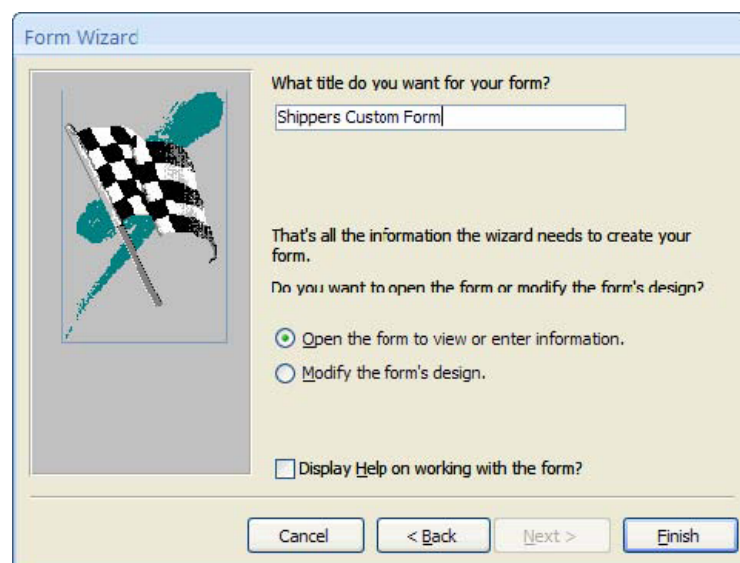 Form Wizard
What title do you want for your form?
Shippers Custom Form
That's all the information the wizard needs to create your
form.
Do you want to open the form or modify the form's design?
Open the form to view or enter information.
Modify the form's design.
Display Help on working with the form?
Cancel
< Back
Next >
Finish